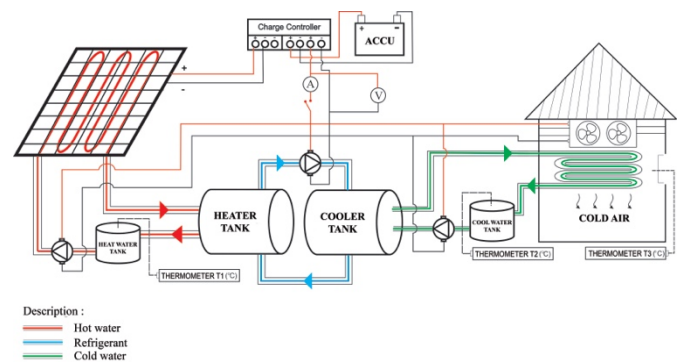 Charge Controller
+ - + - + -
ACCU
+ -
+
-
A
V
HEATER
TANK
COOLER
TANK
HEAT WATER
TANK
COOL WATER
TANK
COLD AIR
THERMOMETER T1 (°C)
THERMOMETER T2 (°C)
THERMOMETER T3 (°C)
Description :
Hot water
Refrigerant
Cold water